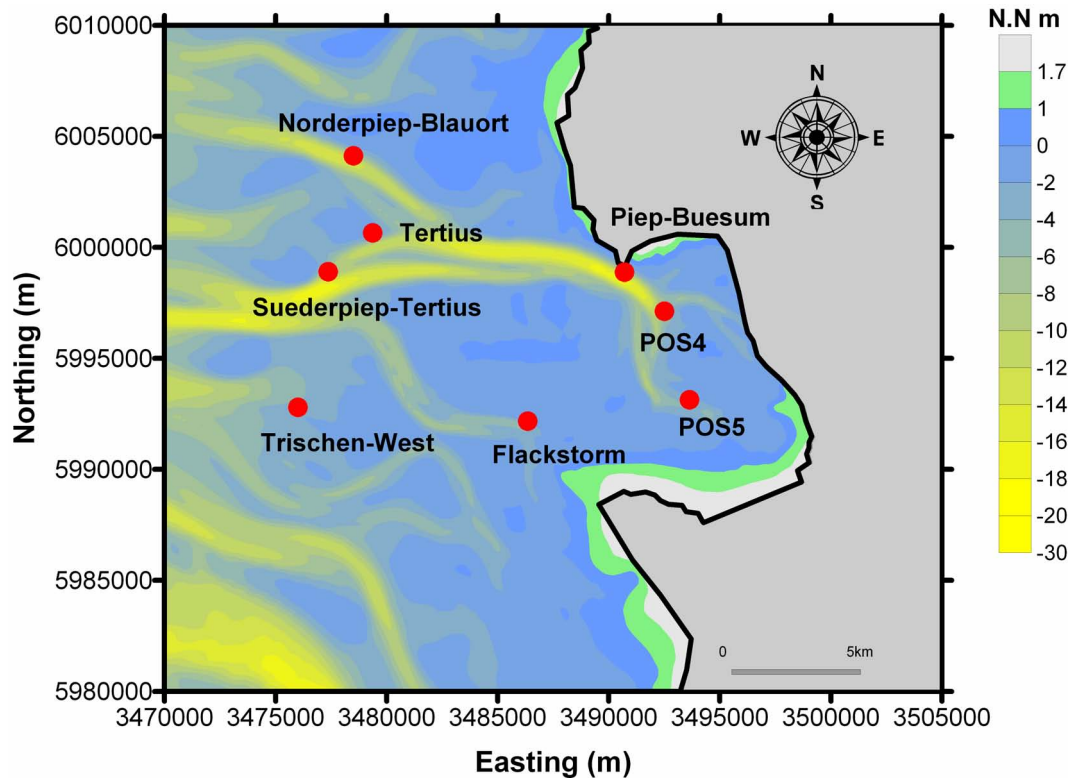 N.N m
1.7
1
0
-2
-4
-6
-8
-10
-12
-14
-16
-18
-20
-30
6010000
6005000
6000000
5995000
5990000
5985000
5980000
Northing (m)
N
W
E
S
Norderpiep-Blauort
Piep-Buesum
Tertius
Suederpiep-Tertius
POS4
POS5
Trischen-West
Flackstorm
0
5km
3470000
3475000
3480000
3485000
3490000
3495000
3500000
3505000
Easting (m)